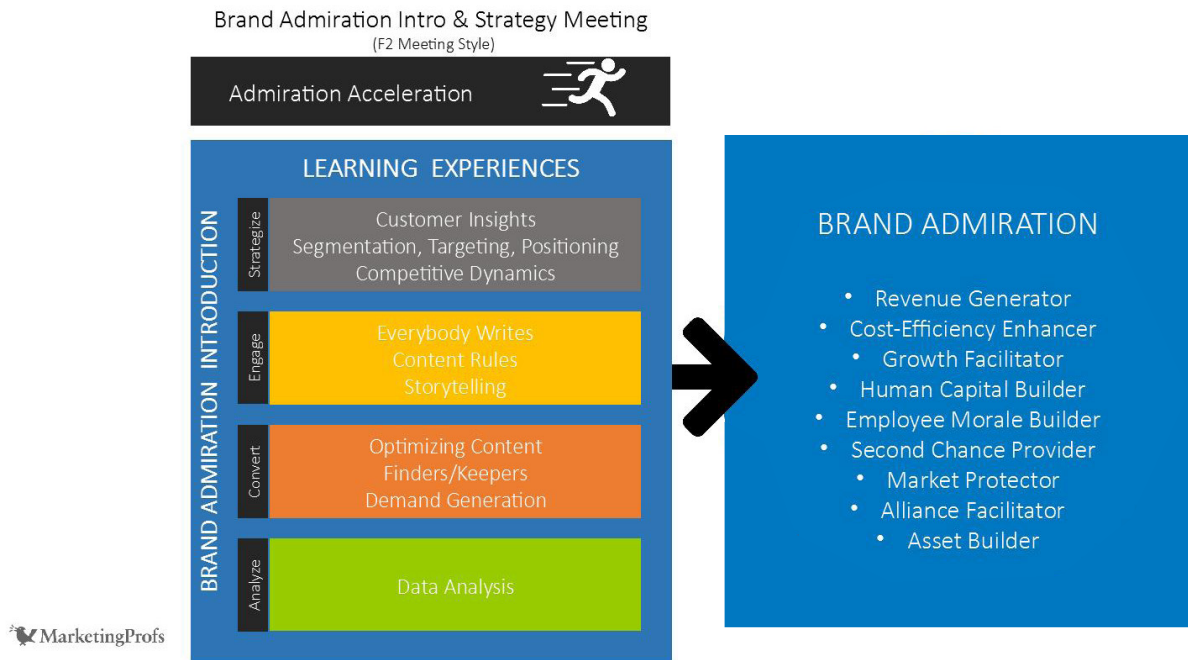 Brand Admiration Intro & Strategy Meeting
(F2 Meeting Style)
Admiration Acceleration
LEARNING EXPERIENCES
BRAND ADMIRATION INTRODUCTION
Strategize
Customer Insights
Segmentation, Targeting, Positioning
Competitive Dynamics
Engage
Everybody Writes
Content Rules
Storytelling
Convert
Optimizing Content
Finders/Keepers
Demand Generation
Analyze
Data Analysis
BRAND ADMIRATION
• Revenue Generator
• Cost-Efficiency Enhancer
• Growth Facilitator
• Human Capital Builder
• Employee Morale Builder
• Second Chance Provider
• Market Protector
• Alliance Facilitator
• Asset Builder
MarketingProfs